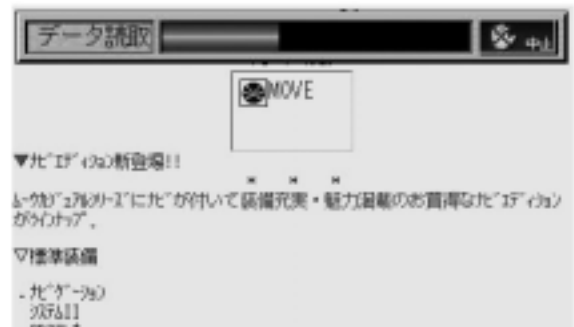 データ読取
中止
MOVE
▼ナビエディション新登場!!
ムーヴカジュアルシリーズにナビが付いて装備充実・魅力満載のお買得なナビエディション
がラインナップ。
▽標準装備
・ナビゲーション
システム